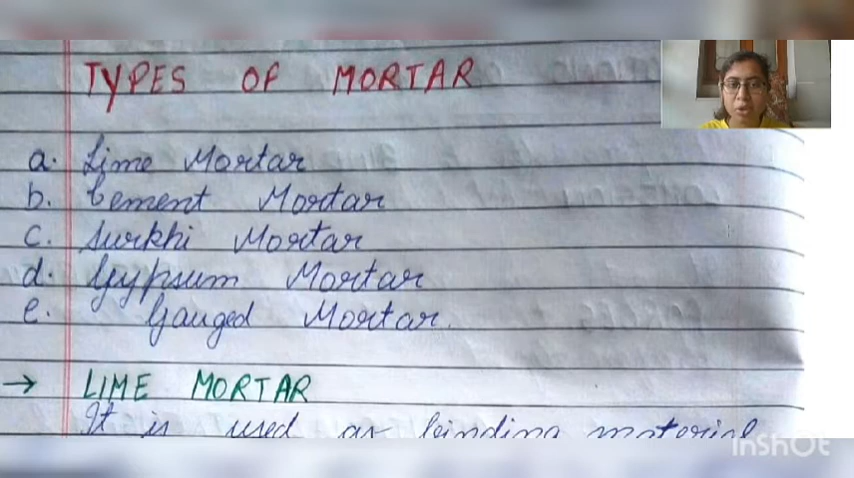 TYPES OF MORTAR
a. Lime Mortar
b. Cement Mortar
c. Surkhi Mortar
d. Gypsum Mortar
e. Gauged Mortar.
→ LIME MORTAR
It is used as binding material
InShOt